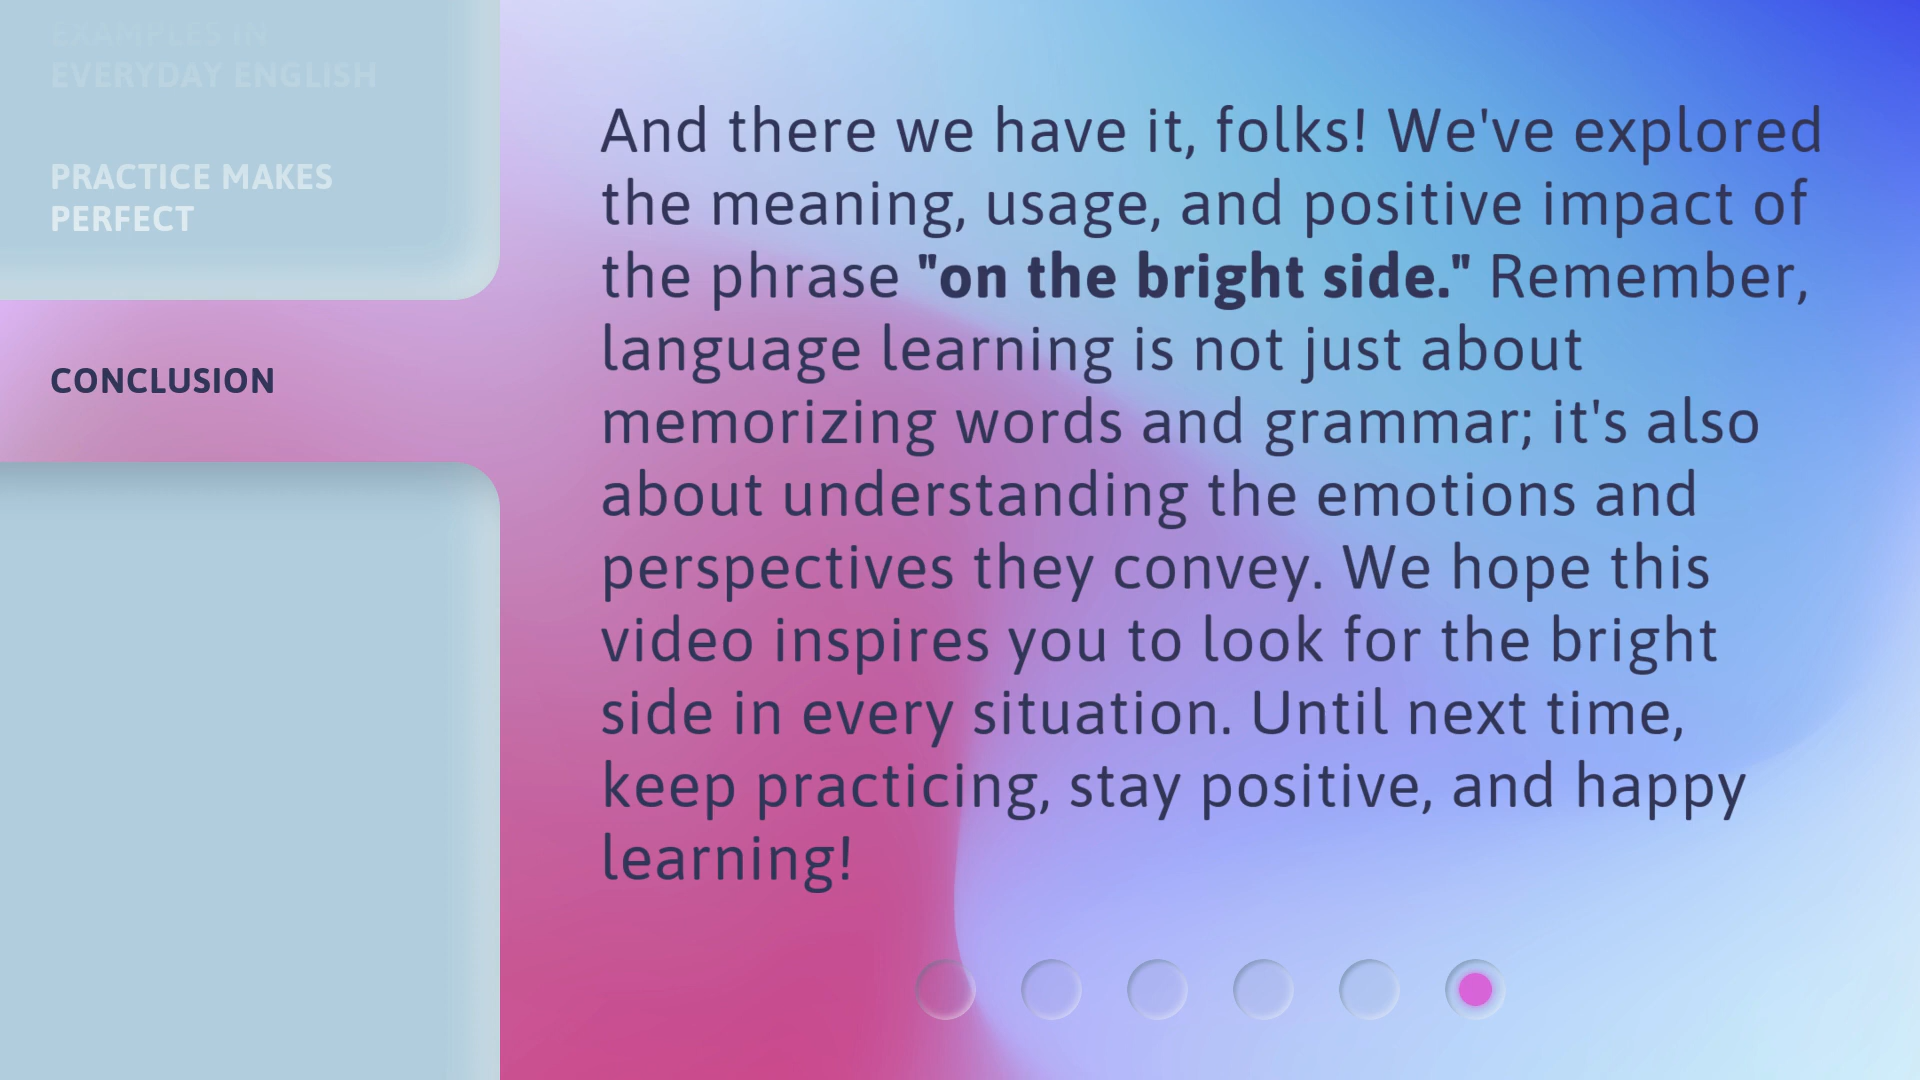 EXAMPLES IN
EVERYDAY ENGLISH
PRACTICE MAKES
PERFECT
CONCLUSION
And there we have it, folks! We've explored
the meaning, usage, and positive impact of
the phrase "on the bright side." Remember,
language learning is not just about
memorizing words and grammar; it's also
about understanding the emotions and
perspectives they convey. We hope this
video inspires you to look for the bright
side in every situation. Until next time,
keep practicing, stay positive, and happy
learning!